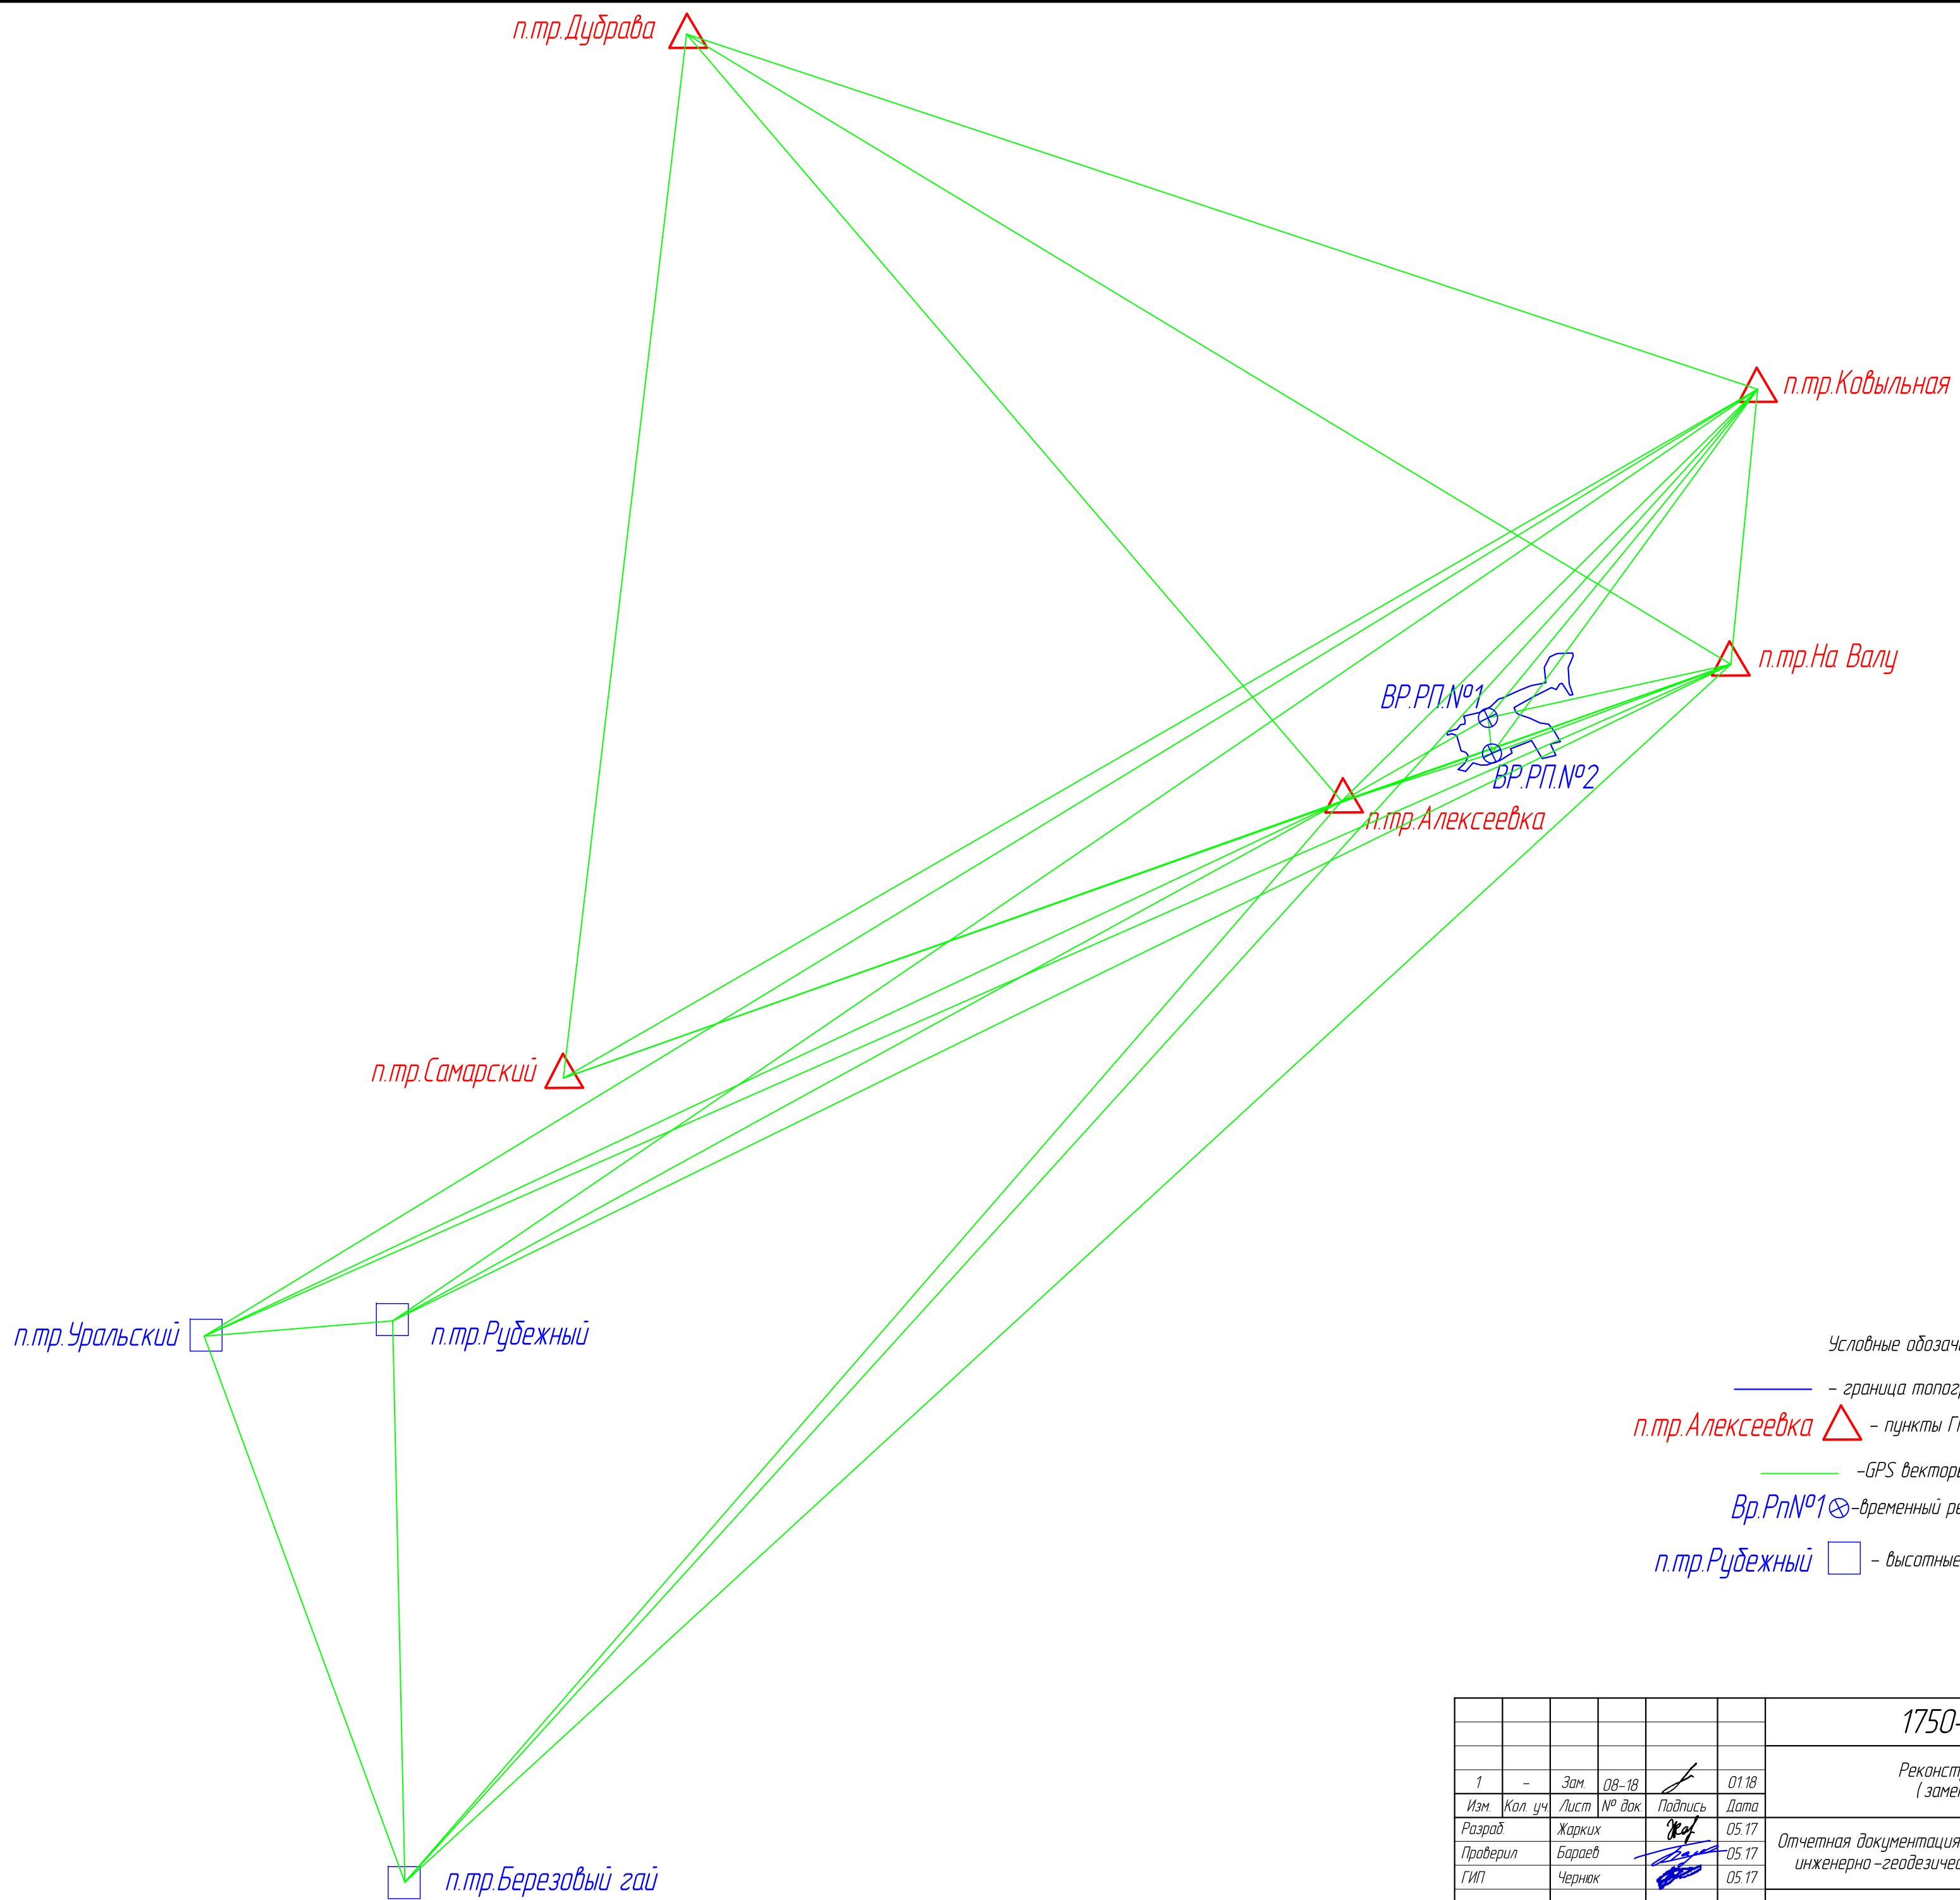 п.тр.Дубрава
п.тр.Ковыльная
п.тр.На Валу
ВР.РП.№1
ВР.РП.№2
п.тр.Алексеевка
п.тр.Самарский
п.тр.Уральский
п.тр.Рубежный
п.тр.Березовый гай
Условные обозач
- граница топогр
п.тр.Алексеевка - пункты Г
-GPS вектор
Вр.Рп№1 -временный ре
п.тр.Рубежный - высотные
1750-
Реконст
(заме
1 - Зам. 08-18 01.18
Изм. Кол. уч. Лист № док. Подпись Дата
Разраб. Жарких 05.17
Проверил Бараев 05.17
ГИП Чернюк 05.17
Отчетная документация
инженерно-геодезичес